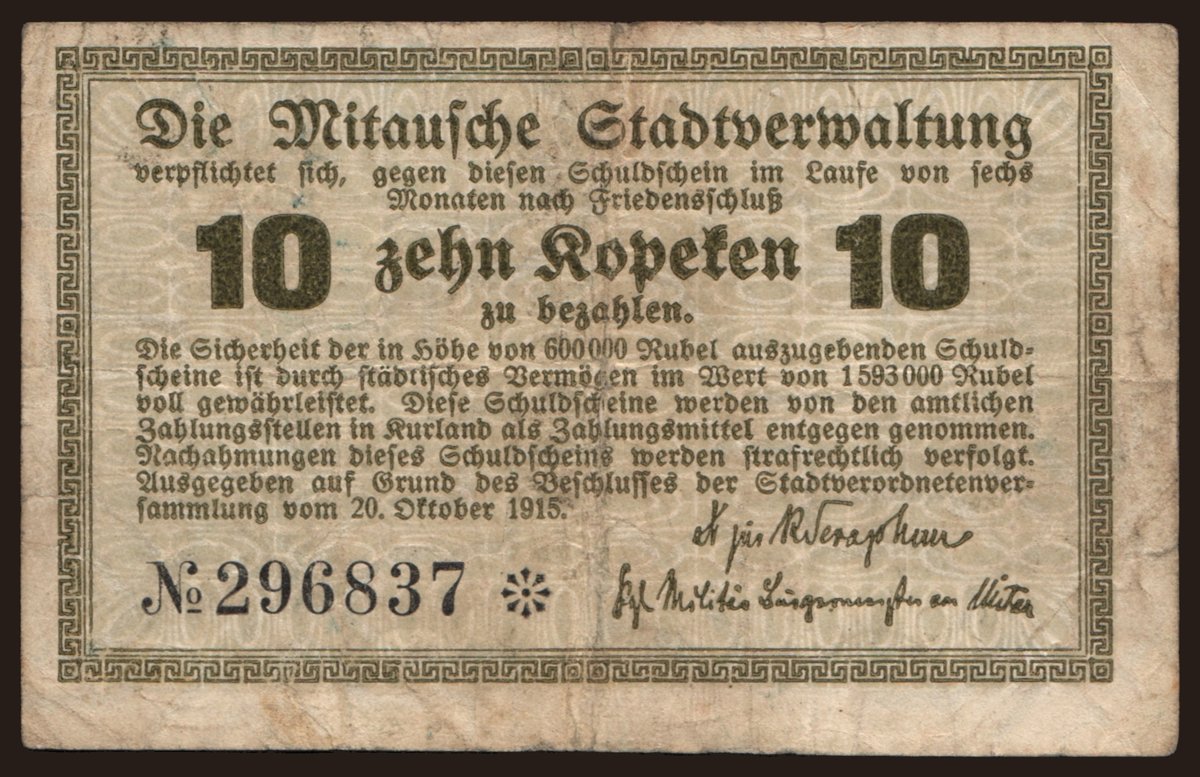 Die Mitausche Stadtverwaltung
verpflichtet sich, gegen diesen Schuldschein im Laufe von sechs
Monaten nach Friedensschluß
10 zehn Kopeken 10
zu bezahlen.
Die Sicherheit der in Höhe von 600000 Rubel auszugebenden Schuld-
scheine ist durch städtisches Vermögen im Wert von 1593000 Rubel
voll gewährleistet. Diese Schuldscheine werden von den amtlichen
Zahlungsstellen in Kurland als Zahlungsmittel entgegen genommen.
Nachahmungen dieses Schuldscheins werden strafrechtlich verfolgt.
Ausgegeben auf Grund des Beschlusses der Stadtverordnetenver-
sammlung vom 20. Oktober 1915.
№ 296837